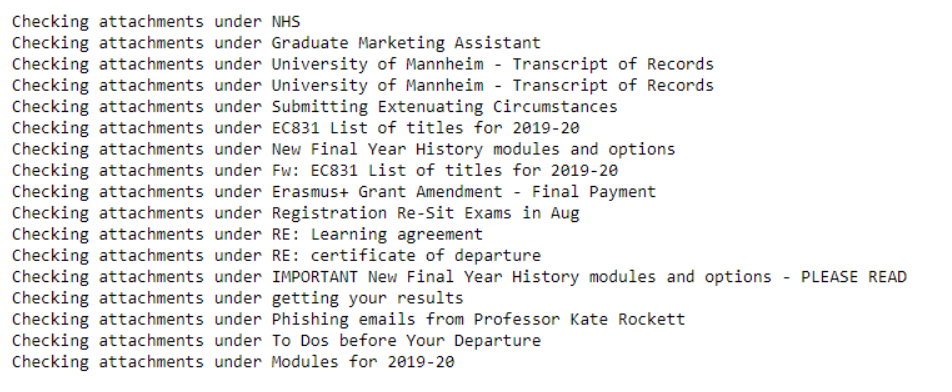 Checking attachments under NHS
Checking attachments under Graduate Marketing Assistant
Checking attachments under University of Mannheim - Transcript of Records
Checking attachments under University of Mannheim - Transcript of Records
Checking attachments under Submitting Extenuating Circumstances
Checking attachments under EC831 List of titles for 2019-20
Checking attachments under New Final Year History modules and options
Checking attachments under Fw: EC831 List of titles for 2019-20
Checking attachments under Erasmus+ Grant Amendment - Final Payment
Checking attachments under Registration Re-Sit Exams in Aug
Checking attachments under RE: Learning agreement
Checking attachments under RE: certificate of departure
Checking attachments under IMPORTANT New Final Year History modules and options - PLEASE READ
Checking attachments under getting your results
Checking attachments under Phishing emails from Professor Kate Rockett
Checking attachments under To Dos before Your Departure
Checking attachments under Modules for 2019-20